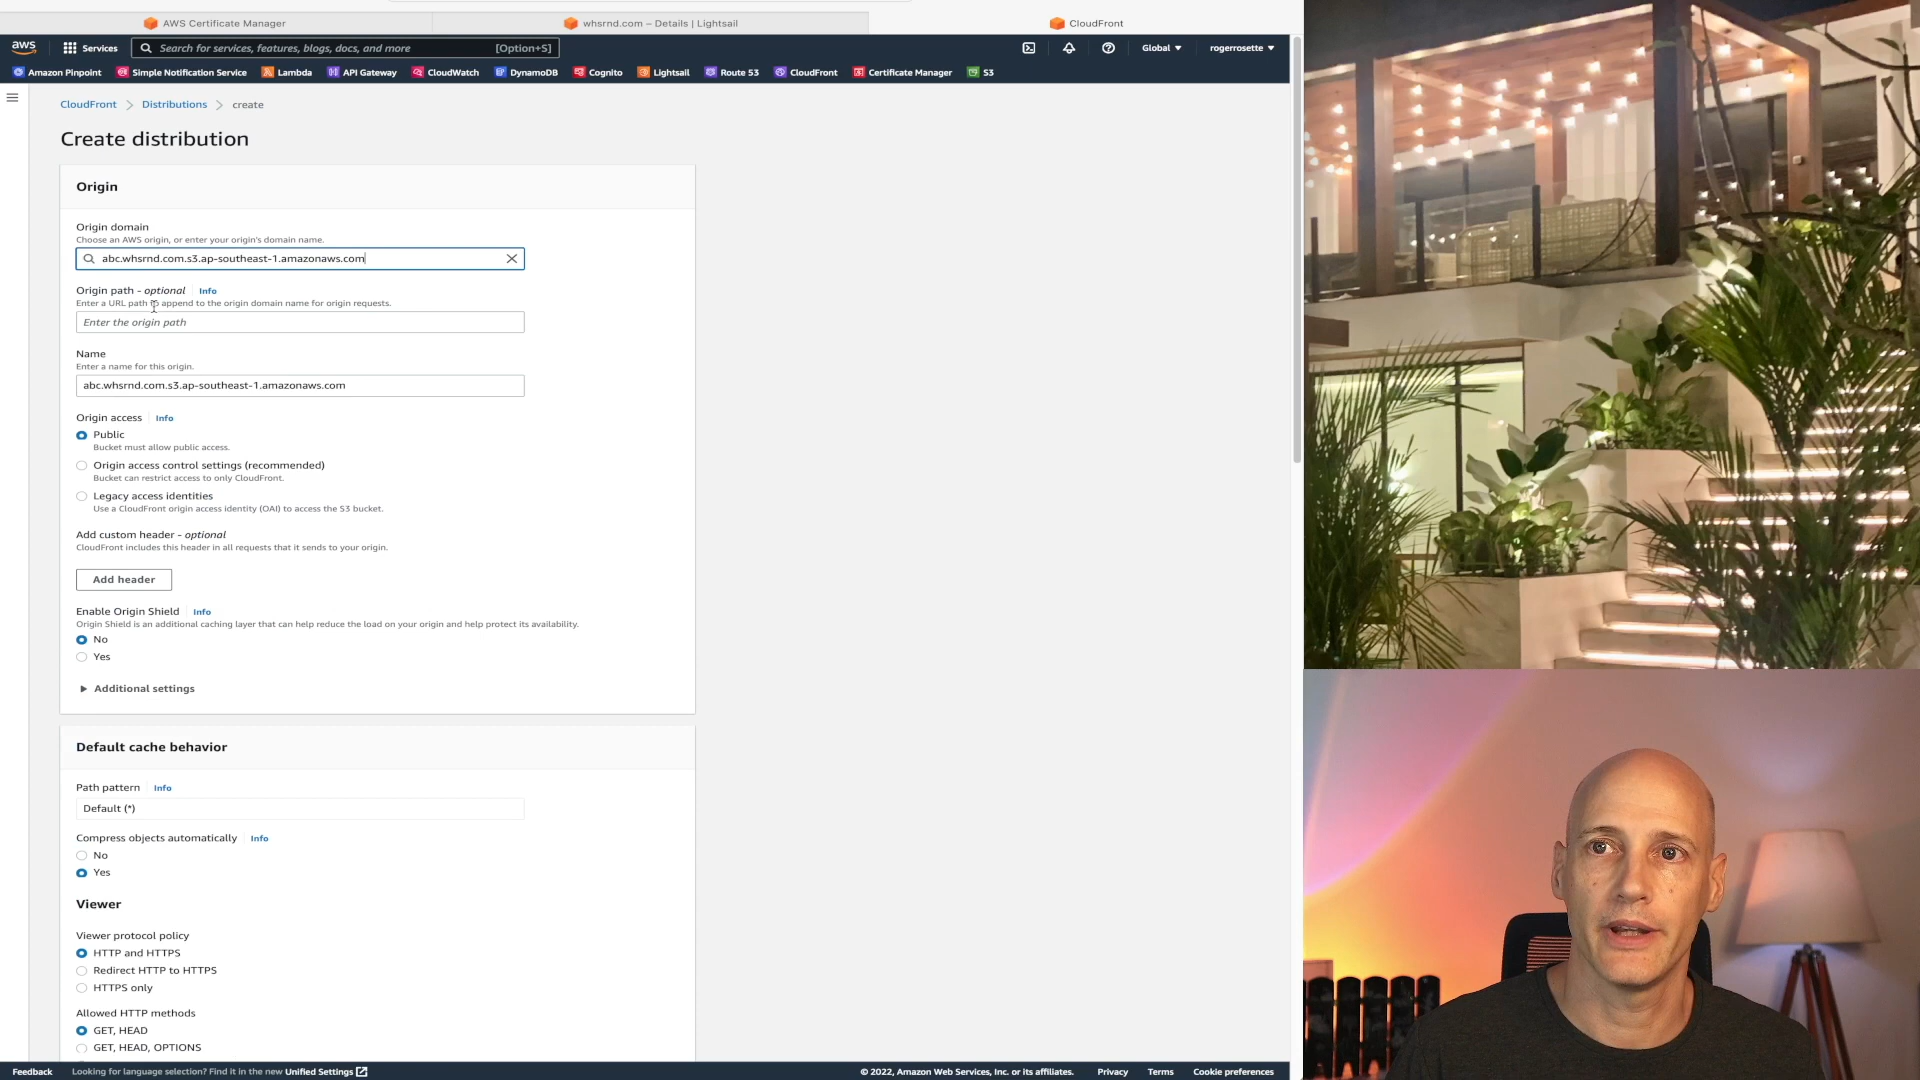 AWS Certificate Manager
whsrnd.com – Details | Lightsail
CloudFront
aws
Services
Search for services, features, blogs, docs, and more
[Option+S]
Global
rogerrosette
Amazon Pinpoint
Simple Notification Service
Lambda
API Gateway
CloudWatch
DynamoDB
Cognito
Lightsail
Route 53
CloudFront
Certificate Manager
S3
CloudFront
Distributions
create
Create distribution
Origin
Origin domain
Choose an AWS origin, or enter your origin's domain name.
abc.whsrnd.com.s3.ap-southeast-1.amazonaws.com
Origin path - optional Info
Enter a URL path to append to the origin domain name for origin requests.
Enter the origin path
Name
Enter a name for this origin.
abc.whsrnd.com.s3.ap-southeast-1.amazonaws.com
Origin access Info
Public
Bucket must allow public access.
Origin access control settings (recommended)
Bucket can restrict access to only CloudFront.
Legacy access identities
Use a CloudFront origin access identity (OAI) to access the S3 bucket.
Add custom header - optional
CloudFront includes this header in all requests that it sends to your origin.
Add header
Enable Origin Shield Info
Origin Shield is an additional caching layer that can help reduce the load on your origin and help protect its availability.
No
Yes
Additional settings
Default cache behavior
Path pattern Info
Default (*)
Compress objects automatically Info
No
Yes
Viewer
Viewer protocol policy
HTTP and HTTPS
Redirect HTTP to HTTPS
HTTPS only
Allowed HTTP methods
GET, HEAD
GET, HEAD, OPTIONS
Feedback
Looking for language selection? Find it in the new Unified Settings
© 2022, Amazon Web Services, Inc. or its affiliates.
Privacy
Terms
Cookie preferences